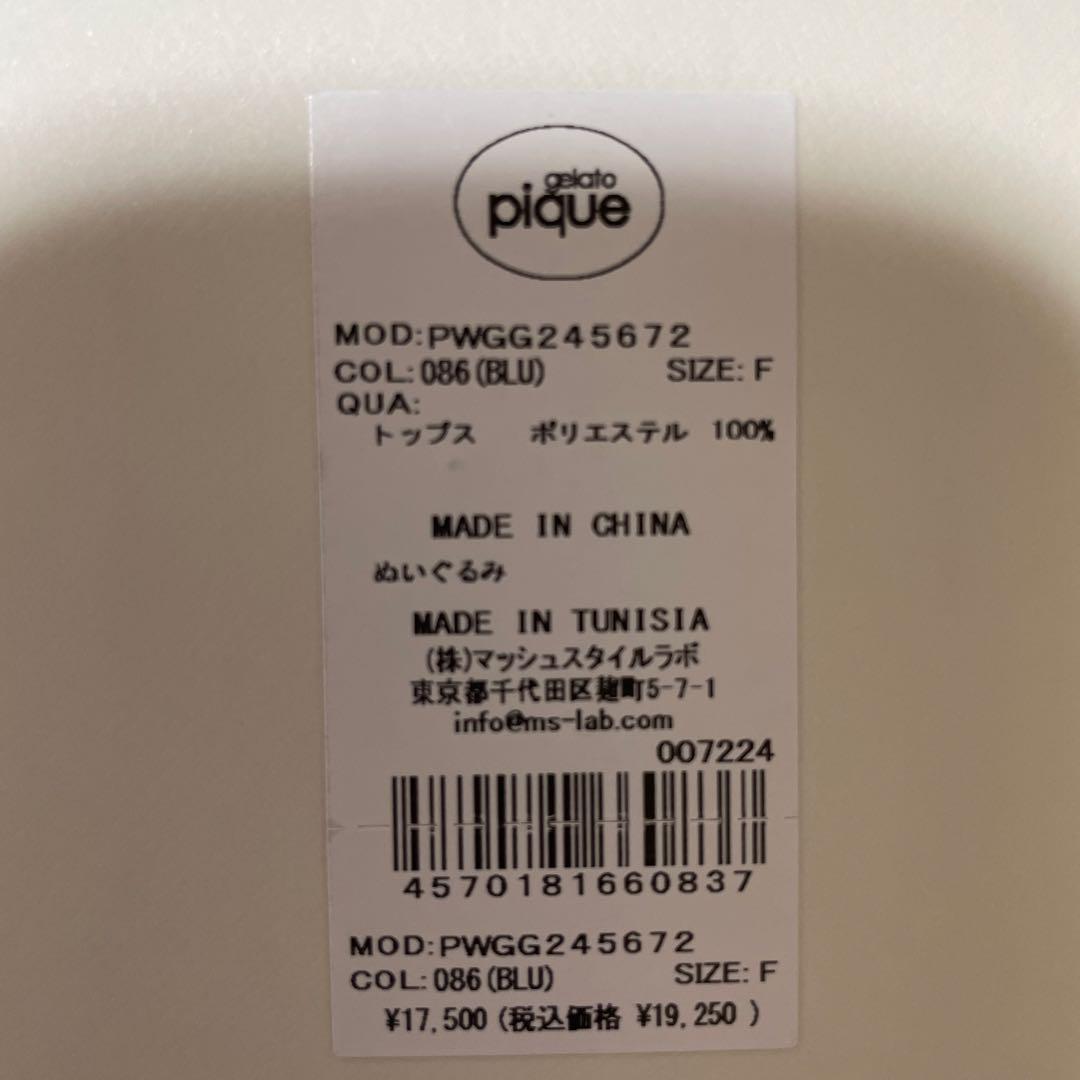 gelato
pique
MOD:PWGG245672
COL:086(BLU) SIZE:F
QUA:
トップス ポリエステル 100%
MADE IN CHINA
ぬいぐるみ
MADE IN TUNISIA
(株)マッシュスタイルラボ
東京都千代田区麹町5-7-1
info@ms-lab.com
007224
4570181660837
MOD:PWGG245672
COL:086(BLU) SIZE:F
¥17,500(税込価格 ¥19,250 )